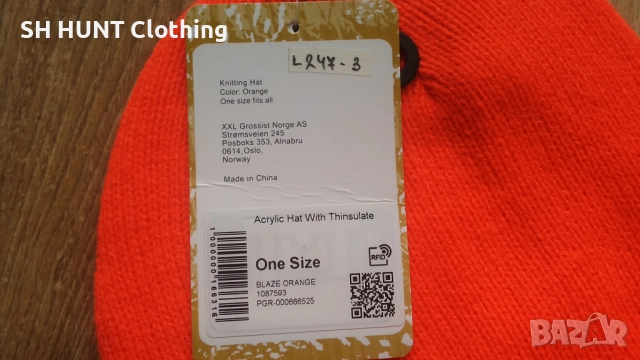 SH HUNT Clothing
L247-3
Knitting Hat
Color: Orange
One size fits all
XXL Grossist Norge AS
Strømsveien 245
Posboks 353, Alnabru
0614,Oslo,
Norway
Made in China
Acrylic Hat With Thinsulate
1000000166316
One Size
RFID
BLAZE ORANGE
1087593
PGR-000666525
BAZAR